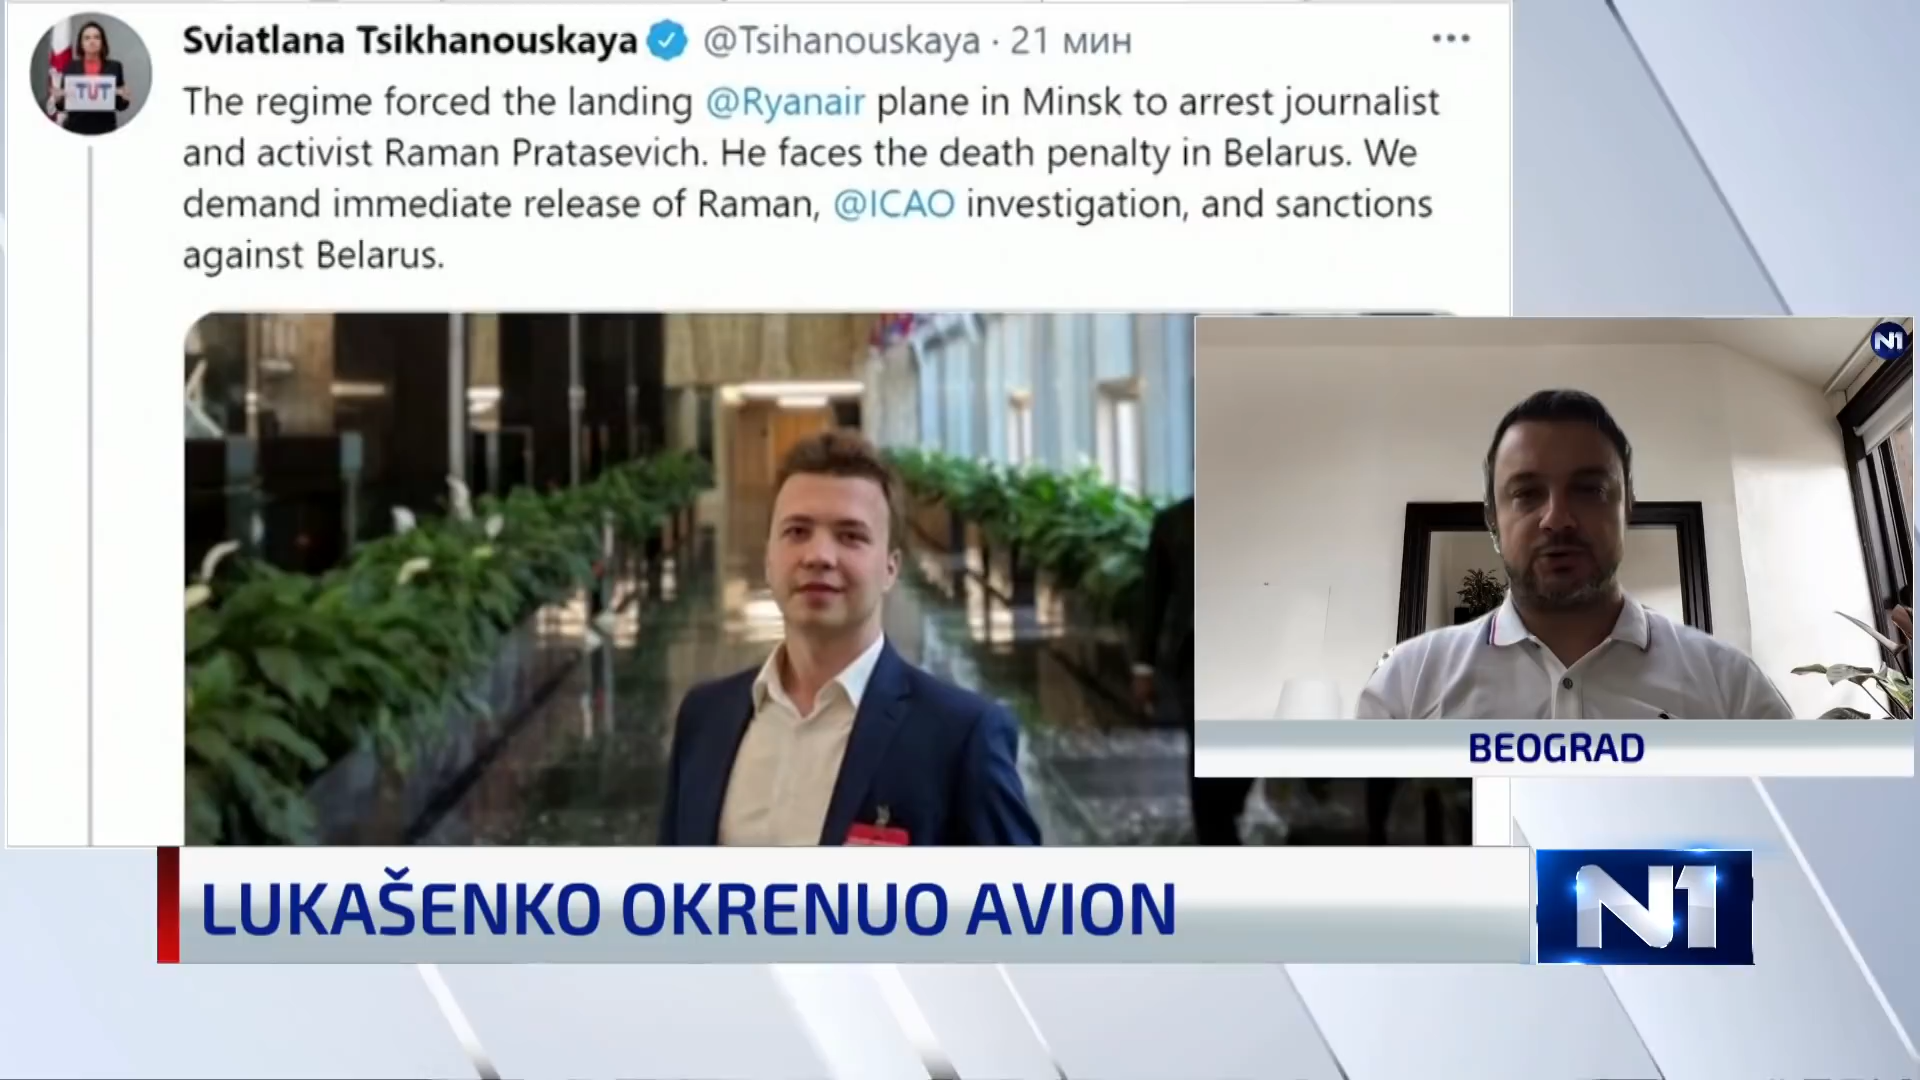 Sviatlana Tsikhanouskaya @Tsihanouskaya · 21 мин
The regime forced the landing @Ryanair plane in Minsk to arrest journalist
and activist Raman Pratasevich. He faces the death penalty in Belarus. We
demand immediate release of Raman, @ICAO investigation, and sanctions
against Belarus.
TUT
N1
BEOGRAD
LUKAŠENKO OKRENUO AVION
N1